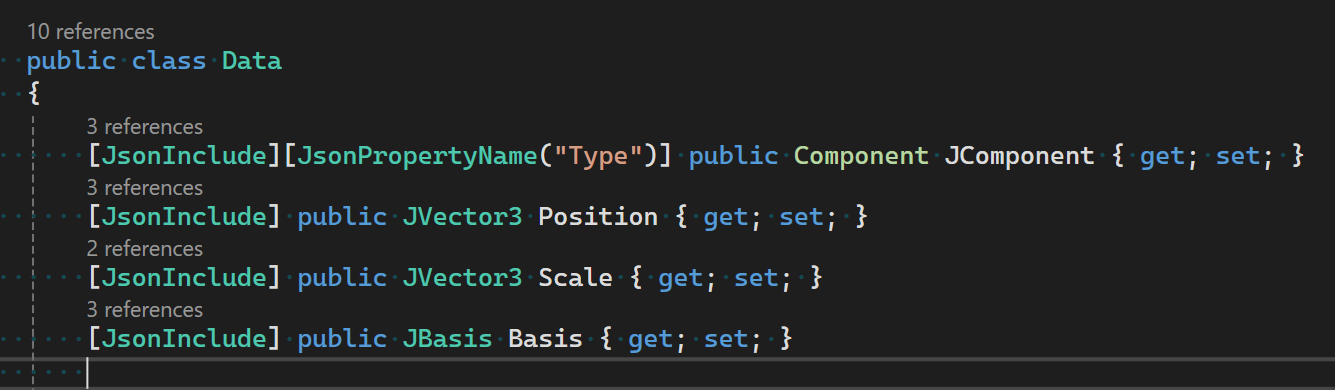 10 references
public class Data
{
3 references
[JsonInclude][JsonPropertyName("Type")] public Component JComponent { get; set; }
3 references
[JsonInclude] public JVector3 Position { get; set; }
2 references
[JsonInclude] public JVector3 Scale { get; set; }
3 references
[JsonInclude] public JBasis Basis { get; set; }